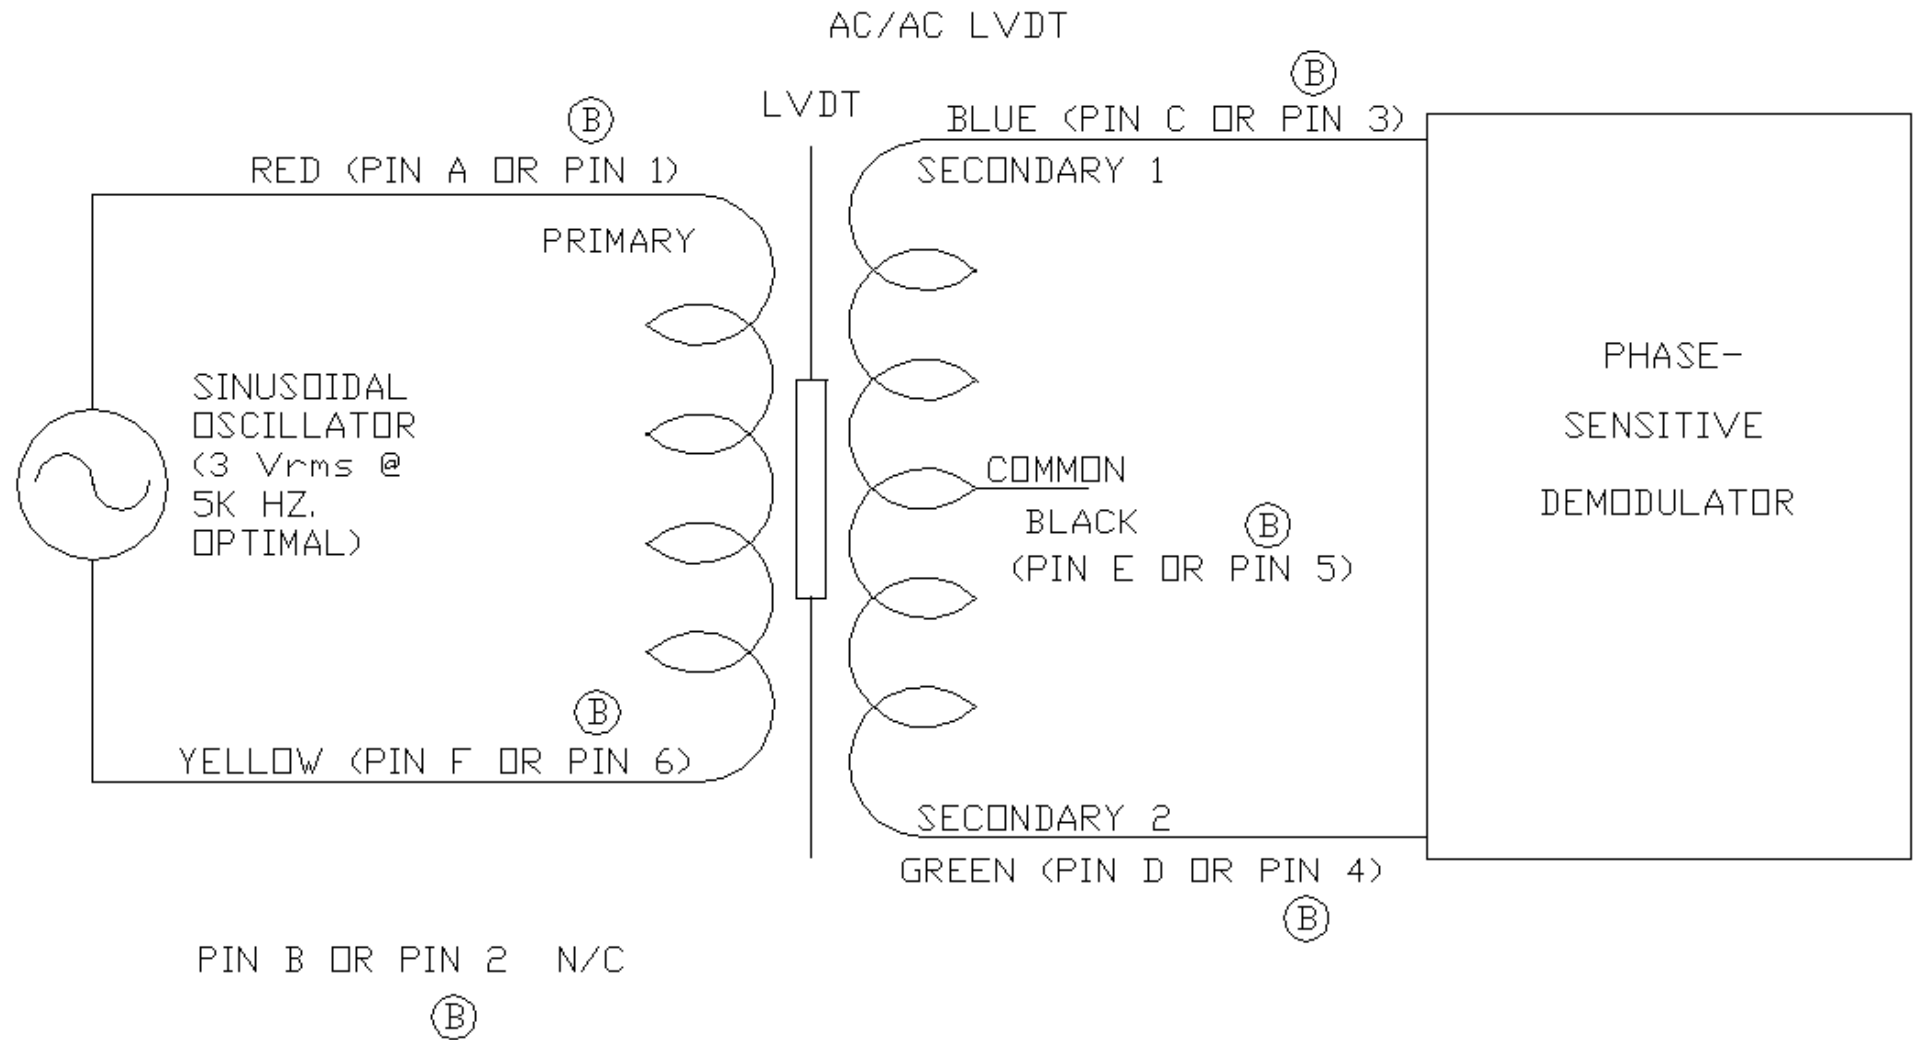 AC/AC LVDT
B
LVDT
B
BLUE (PIN C OR PIN 3)
RED (PIN A OR PIN 1)
SECONDARY 1
PRIMARY
PHASE-
SENSITIVE
DEMODULATOR
SINUSOIDAL
OSCILLATOR
(3 Vrms @
5K HZ.
OPTIMAL)
COMMON
BLACK
B
(PIN E OR PIN 5)
B
YELLOW (PIN F OR PIN 6)
SECONDARY 2
GREEN (PIN D OR PIN 4)
B
PIN B OR PIN 2 N/C
B